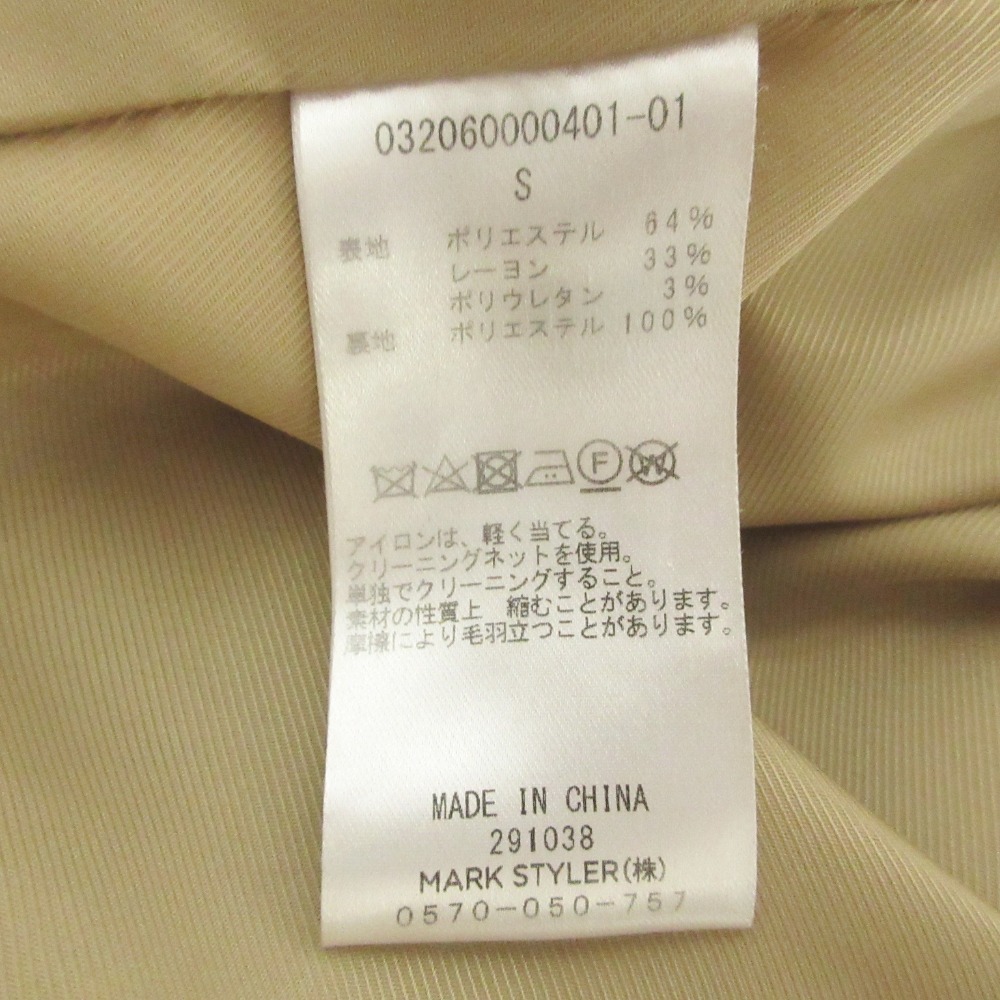 032060000401-01
S
表地 ポリエステル 64%
レーヨン 33%
ポリウレタン 3%
裏地 ポリエステル 100%
F W
アイロンは、軽く当てる。
クリーニングネットを使用。
単独でクリーニングすること。
素材の性質上 縮むことがあります。
摩擦により毛羽立つことがあります。
MADE IN CHINA
291038
MARK STYLER(株)
0570-050-757